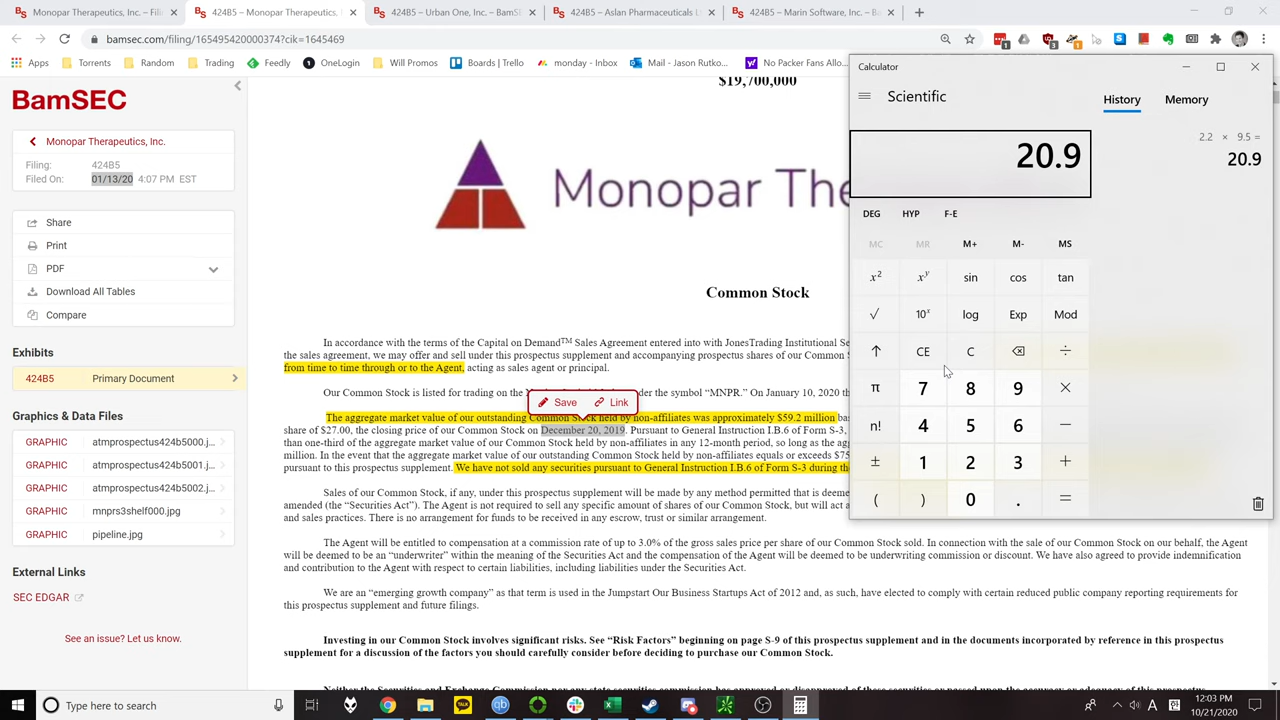 Monopar Therapeutics, Inc. – Fili
424B5 – Monopar Therapeutics,
424B5 – Urban One, Inc. – BamSE
424B5 – Aslan Pharmaceuticals
424B5 – Marin Software, Inc. – Ba
bamsec.com/filing/165495420000374?cik=1645469
Apps
Torrents
Random
Trading
Feedly
OneLogin
Will Promos
Boards | Trello
monday - Inbox
Mail - Jason Rutko...
No Packer Fans Allo...
BamSEC
Monopar Therapeutics, Inc.
Filing: 424B5
Filed On: 01/13/20 4:07 PM EST
Share
Print
PDF
Download All Tables
Compare
Exhibits
424B5 Primary Document
Graphics & Data Files
GRAPHIC atmprospectus424b5000.j...
GRAPHIC atmprospectus424b5001.j...
GRAPHIC atmprospectus424b5002.j...
GRAPHIC mnprs3shelf000.jpg
GRAPHIC pipeline.jpg
External Links
SEC EDGAR
See an issue? Let us know.
$19,700,000
Monopar The
Common Stock
In accordance with the terms of the Capital on Demand™ Sales Agreement entered into with JonesTrading Institutional Se
the sales agreement, we may offer and sell under this prospectus supplement and accompanying prospectus shares of our Common
from time to time through or to the Agent, acting as sales agent or principal.
Our Common Stock is listed for trading on the der the symbol “MNPR.” On January 10, 2020 th
Save Link
The aggregate market value of our outstanding Common Stock held by non-affiliates was approximately $59.2 million ba
share of $27.00, the closing price of our Common Stock on December 20, 2019. Pursuant to General Instruction I.B.6 of Form S-3,
than one-third of the aggregate market value of our Common Stock held by non-affiliates in any 12-month period, so long as the ag
million. In the event that the aggregate market value of our outstanding Common Stock held by non-affiliates equals or exceeds $75
pursuant to this prospectus supplement. We have not sold any securities pursuant to General Instruction I.B.6 of Form S-3 during the
Sales of our Common Stock, if any, under this prospectus supplement will be made by any method permitted that is deeme
amended (the “Securities Act”). The Agent is not required to sell any specific amount of shares of our Common Stock, but will act a
and sales practices. There is no arrangement for funds to be received in any escrow, trust or similar arrangement.
The Agent will be entitled to compensation at a commission rate of up to 3.0% of the gross sales price per share of our Common Stock sold. In connection with the sale of our Common Stock on our behalf, the Agent
will be deemed to be an “underwriter” within the meaning of the Securities Act and the compensation of the Agent will be deemed to be underwriting commission or discount. We have also agreed to provide indemnification
and contribution to the Agent with respect to certain liabilities, including liabilities under the Securities Act.
We are an “emerging growth company” as that term is used in the Jumpstart Our Business Startups Act of 2012 and, as such, have elected to comply with certain reduced public company reporting requirements for
this prospectus supplement and future filings.
Investing in our Common Stock involves significant risks. See “Risk Factors” beginning on page S-9 of this prospectus supplement and in the documents incorporated by reference in this prospectus
supplement for a discussion of the factors you should carefully consider before deciding to purchase our Common Stock.
Calculator
Scientific
History
Memory
2.2 × 9.5 =
20.9
20.9
DEG HYP F-E
MC MR M+ M- MS
x² xʸ sin cos tan
√ 10ˣ log Exp Mod
↑ CE C ⌫ ÷
π 7 8 9 ×
n! 4 5 6 −
± 1 2 3 +
( ) 0 . =
Type here to search
12:03 PM
10/21/2020